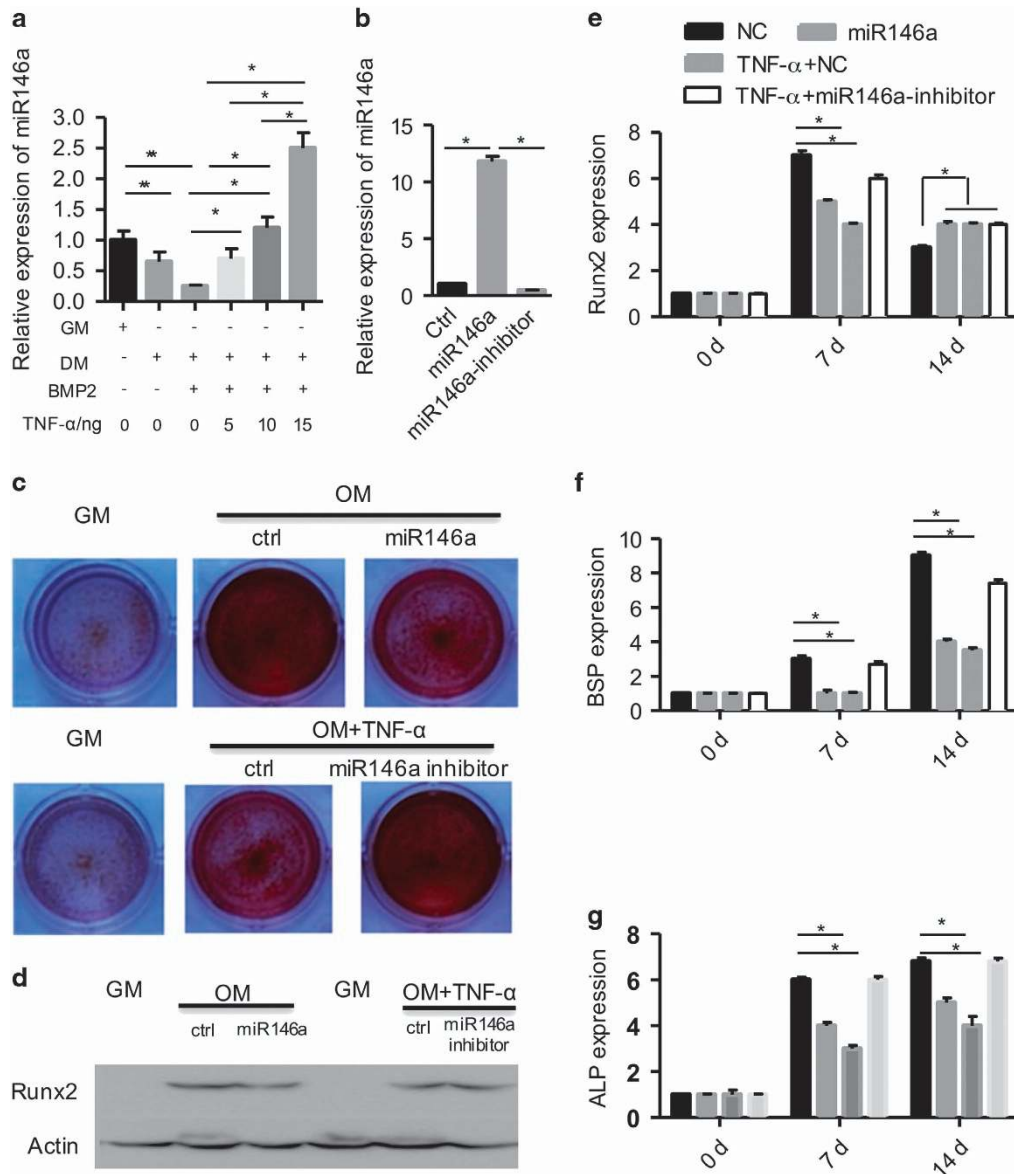 a
Relative expression of miR146a
3.0
2.5
2.0
1.5
1.0
0.5
0.0
* * * ** ** * * *
GM + - - - - -
DM - + + + + +
BMP2 - - + + + +
TNF-α/ng 0 0 0 5 10 15
b
Relative expression of miR146a
15
10
5
0
* *
Ctrl
miR146a
miR146a-inhibitor
c
GM
OM
ctrl miR146a
GM
OM+TNF-α
ctrl miR146a inhibitor
d
GM OM GM OM+TNF-α
ctrl miR146a ctrl miR146a
inhibitor
Runx2
Actin
e
NC miR146a
TNF-α+NC
TNF-α+miR146a-inhibitor
Runx2 expression
8
6
4
2
0
* * *
0 d 7 d 14 d
f
BSP expression
10
8
6
4
2
0
* * * *
0 d 7 d 14 d
g
ALP expression
8
6
4
2
0
* * * *
0 d 7 d 14 d